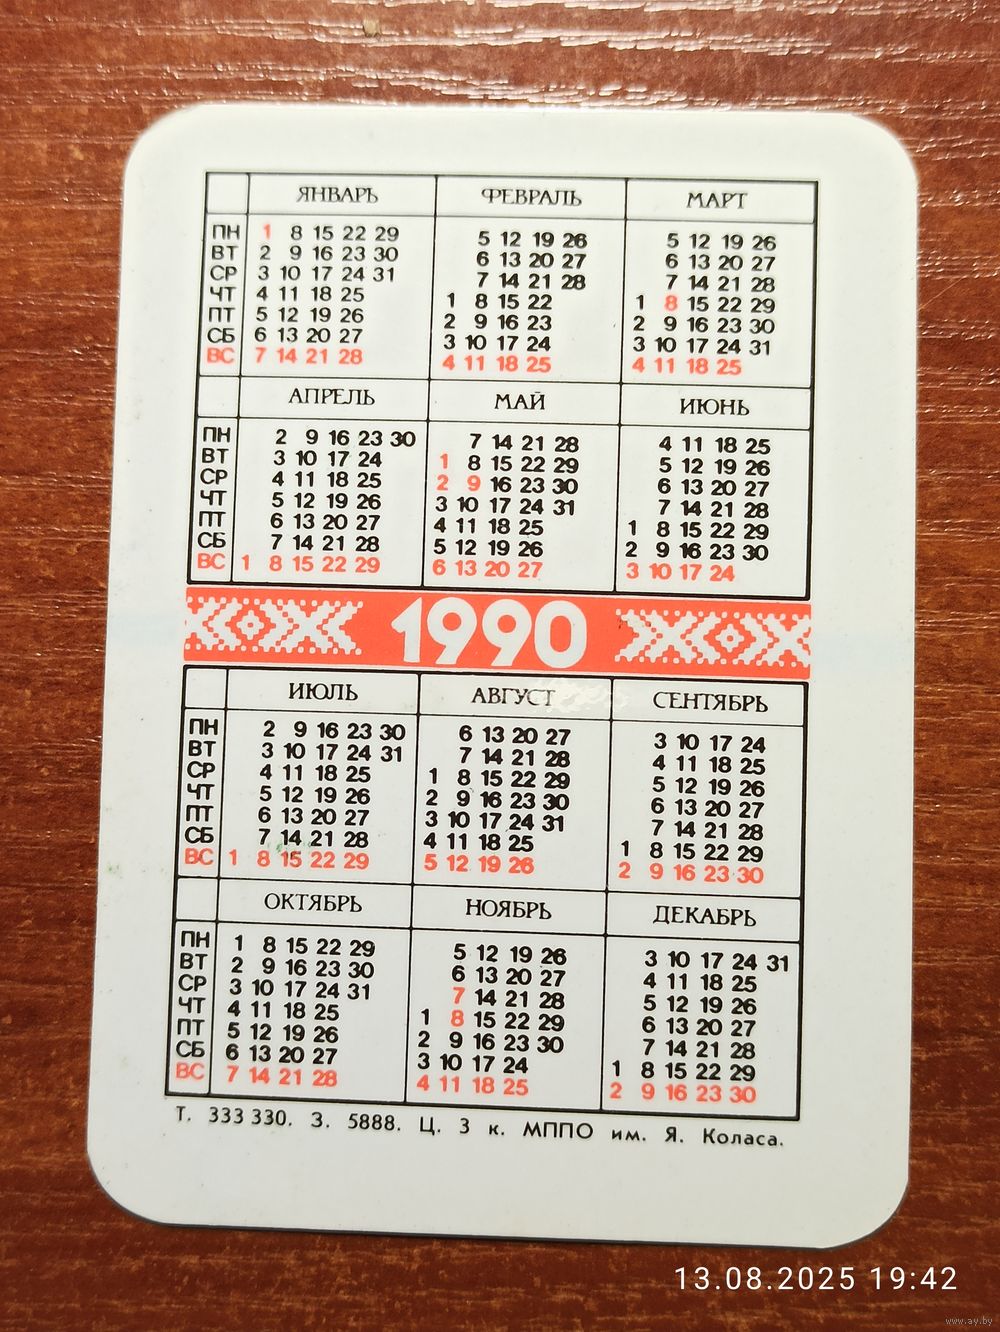 ЯНВАРЬ ФЕВРАЛЬ МАРТ
ПН 1 8 15 22 29 5 12 19 26 5 12 19 26
ВТ 2 9 16 23 30 6 13 20 27 6 13 20 27
СР 3 10 17 24 31 7 14 21 28 7 14 21 28
ЧТ 4 11 18 25 1 8 15 22 1 8 15 22 29
ПТ 5 12 19 26 2 9 16 23 2 9 16 23 30
СБ 6 13 20 27 3 10 17 24 3 10 17 24 31
ВС 7 14 21 28 4 11 18 25 4 11 18 25
АПРЕЛЬ МАЙ ИЮНЬ
ПН 2 9 16 23 30 7 14 21 28 4 11 18 25
ВТ 3 10 17 24 1 8 15 22 29 5 12 19 26
СР 4 11 18 25 2 9 16 23 30 6 13 20 27
ЧТ 5 12 19 26 3 10 17 24 31 7 14 21 28
ПТ 6 13 20 27 4 11 18 25 1 8 15 22 29
СБ 7 14 21 28 5 12 19 26 2 9 16 23 30
ВС 1 8 15 22 29 6 13 20 27 3 10 17 24
1990
ИЮЛЬ АВГУСТ СЕНТЯБРЬ
ПН 2 9 16 23 30 6 13 20 27 3 10 17 24
ВТ 3 10 17 24 31 7 14 21 28 4 11 18 25
СР 4 11 18 25 1 8 15 22 29 5 12 19 26
ЧТ 5 12 19 26 2 9 16 23 30 6 13 20 27
ПТ 6 13 20 27 3 10 17 24 31 7 14 21 28
СБ 7 14 21 28 4 11 18 25 1 8 15 22 29
ВС 1 8 15 22 29 5 12 19 26 2 9 16 23 30
ОКТЯБРЬ НОЯБРЬ ДЕКАБРЬ
ПН 1 8 15 22 29 5 12 19 26 3 10 17 24 31
ВТ 2 9 16 23 30 6 13 20 27 4 11 18 25
СР 3 10 17 24 31 7 14 21 28 5 12 19 26
ЧТ 4 11 18 25 1 8 15 22 29 6 13 20 27
ПТ 5 12 19 26 2 9 16 23 30 7 14 21 28
СБ 6 13 20 27 3 10 17 24 1 8 15 22 29
ВС 7 14 21 28 4 11 18 25 2 9 16 23 30
Т. 333 330. З. 5888. Ц. 3 к. МППО им. Я. Коласа.
13.08.2025 19:42
www.ay.by